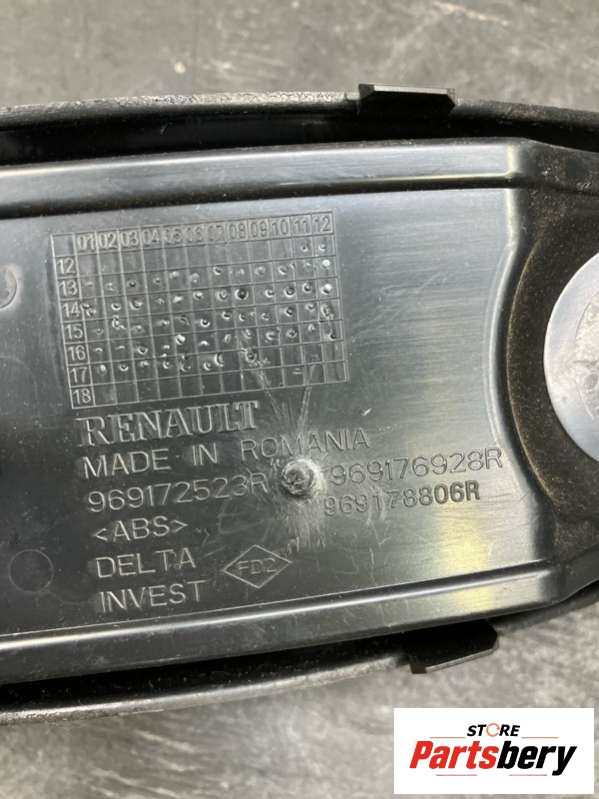 01 02 03 04 05 06 07 08 09 10 11 12
12
13
14
15
16
17
18
RENAULT
MADE IN ROMANIA
969172523R 969176928R
969178806R
<ABS>
DELTA FDZ
INVEST
STORE
Partsbery